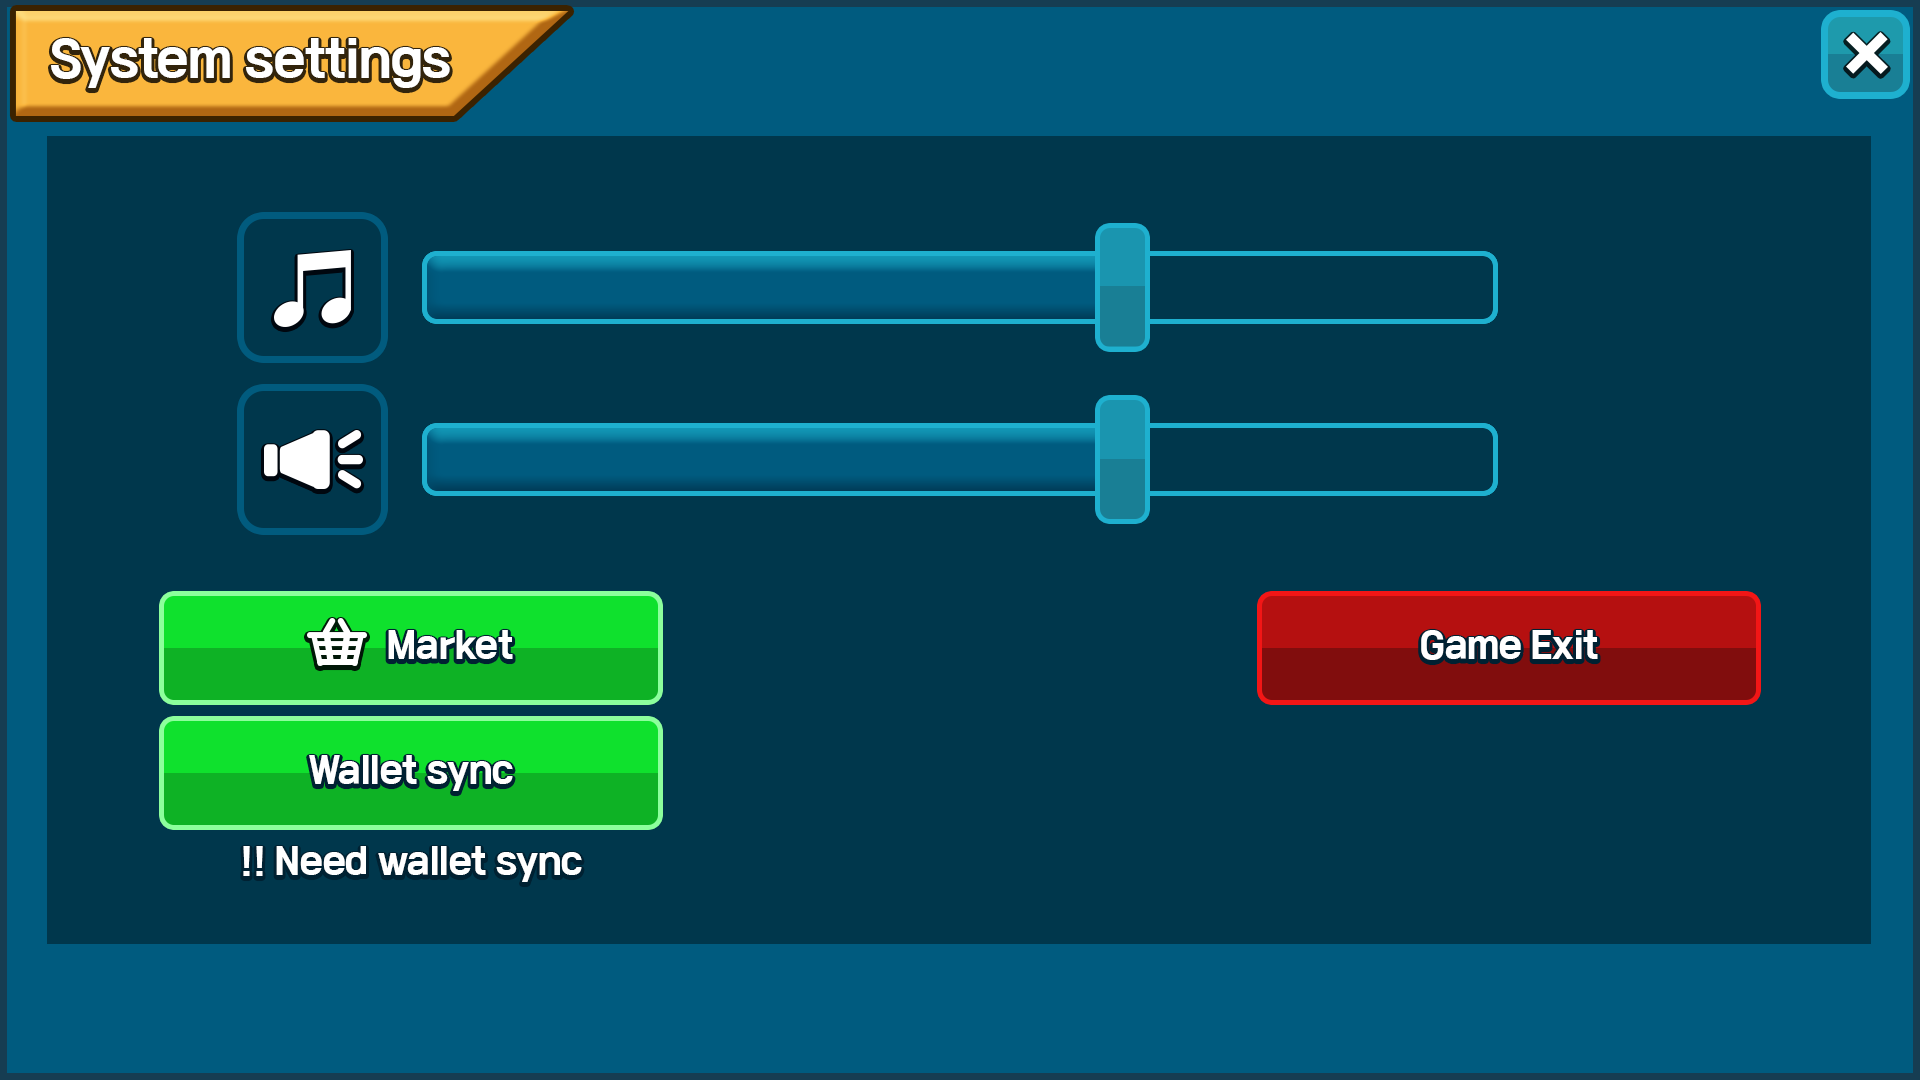 System settings
Market
Game Exit
Wallet sync
!! Need wallet sync